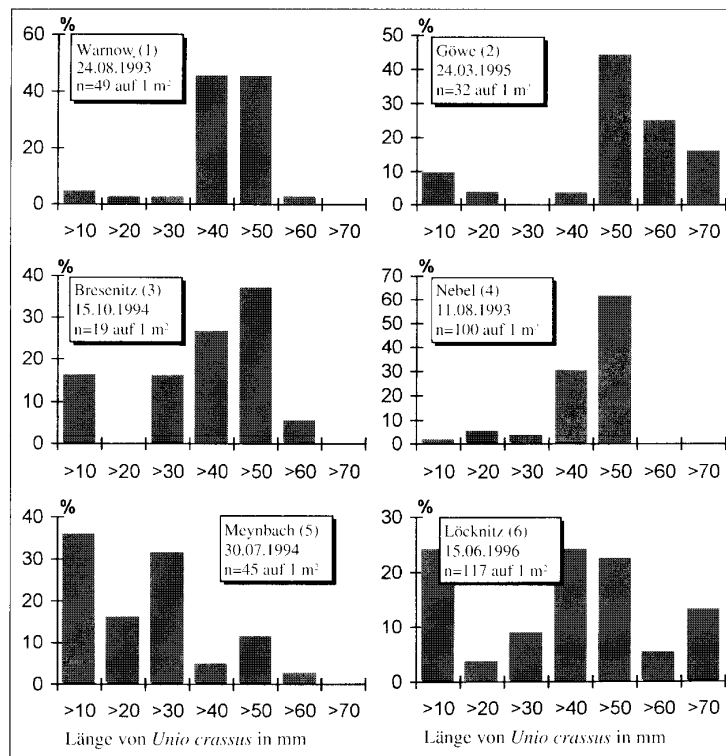 %
60
40
20
0
Warnow (1)
24.08.1993
n=49 auf 1 m²
>10 >20 >30 >40 >50 >60 >70
%
50
40
30
20
10
0
Göwe (2)
24.03.1995
n=32 auf 1 m²
>10 >20 >30 >40 >50 >60 >70
%
40
30
20
10
0
Bresenitz (3)
15.10.1994
n=19 auf 1 m²
>10 >20 >30 >40 >50 >60 >70
%
70
60
50
40
30
20
10
0
Nebel (4)
11.08.1993
n=100 auf 1 m²
>10 >20 >30 >40 >50 >60 >70
%
40
30
20
10
0
Meynbach (5)
30.07.1994
n=45 auf 1 m²
>10 >20 >30 >40 >50 >60 >70
Länge von Unio crassus in mm
%
30
20
10
0
Löcknitz (6)
15.06.1996
n=117 auf 1 m²
>10 >20 >30 >40 >50 >60 >70
Länge von Unio crassus in mm